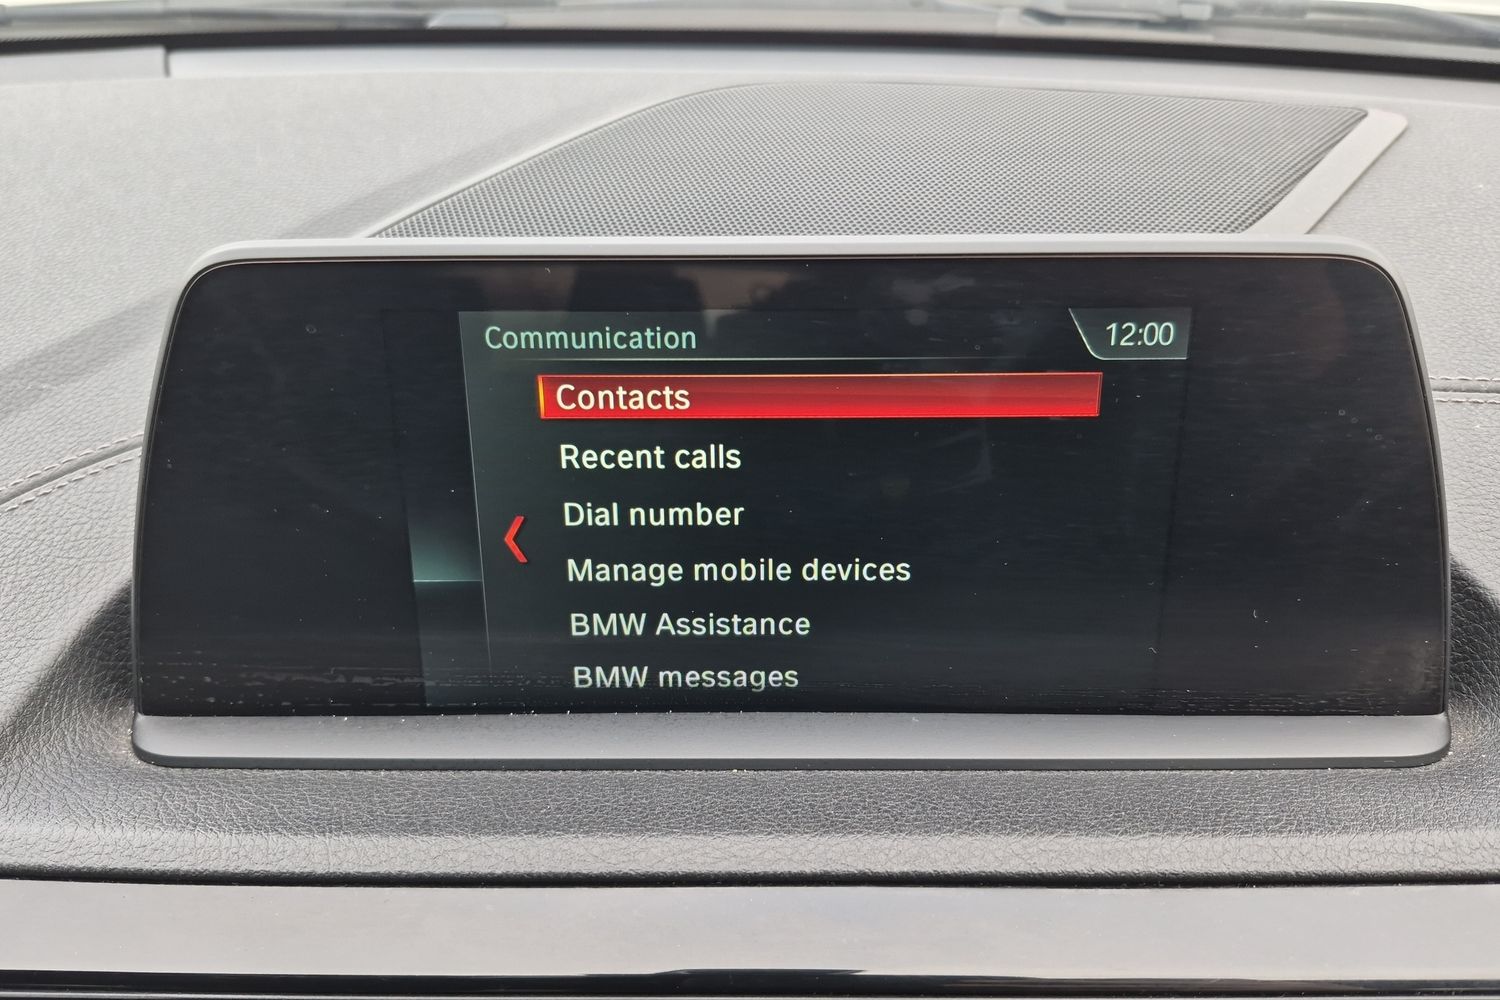 Communication
12:00
Contacts
Recent calls
Dial number
Manage mobile devices
BMW Assistance
BMW messages